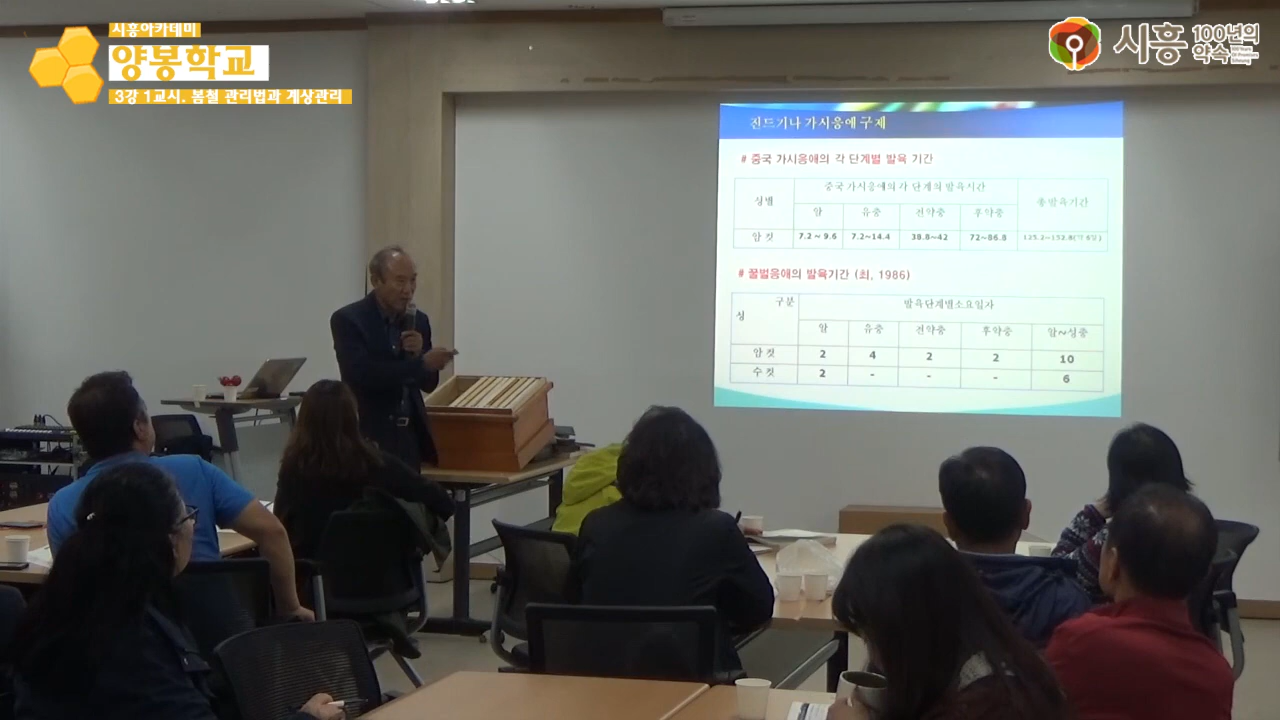 시흥아카데미
양봉학교
3강 1교시. 봄철 관리법과 계상관리
시흥 100년의 약속
진드기나 가시응애 구제
# 중국 가시응애의 각 단계별 발육 기간
성별 중국 가시응애의 각 단계의 발육기간 총 발육기간
알 유충 전약충 후약충
암컷 7.2 ~ 9.6 7.2~14.4 38.8~42 72~86.8 125.2~152.8(약 6일)
# 꿀벌응애의 발육기간 (최, 1986)
구분 발육단계별소요일자
성
알 유충 전약충 후약충 알~성충
암컷 2 4 2 2 10
수컷 2 - - - 6